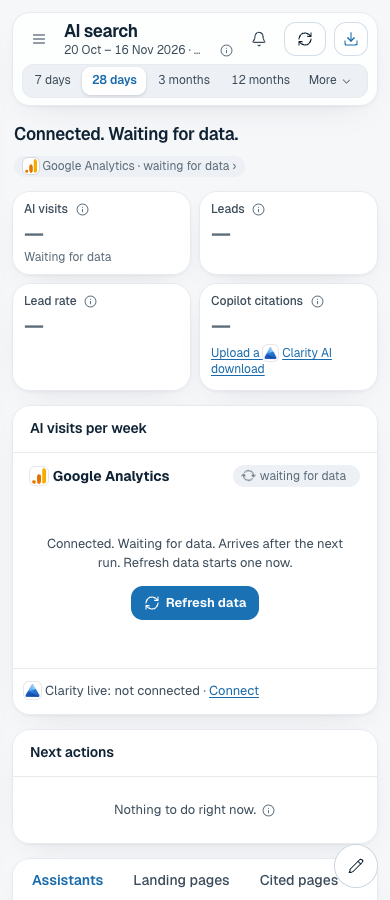 AI search
20 Oct – 16 Nov 2026 · ...
7 days
28 days
3 months
12 months
More
Connected. Waiting for data.
Google Analytics · waiting for data ›
AI visits
—
Waiting for data
Leads
—
Lead rate
—
Copilot citations
—
Upload a Clarity AI
download
AI visits per week
Google Analytics
waiting for data
Connected. Waiting for data. Arrives after the next
run. Refresh data starts one now.
Refresh data
Clarity live: not connected · Connect
Next actions
Nothing to do right now.
Assistants
Landing pages
Cited pages